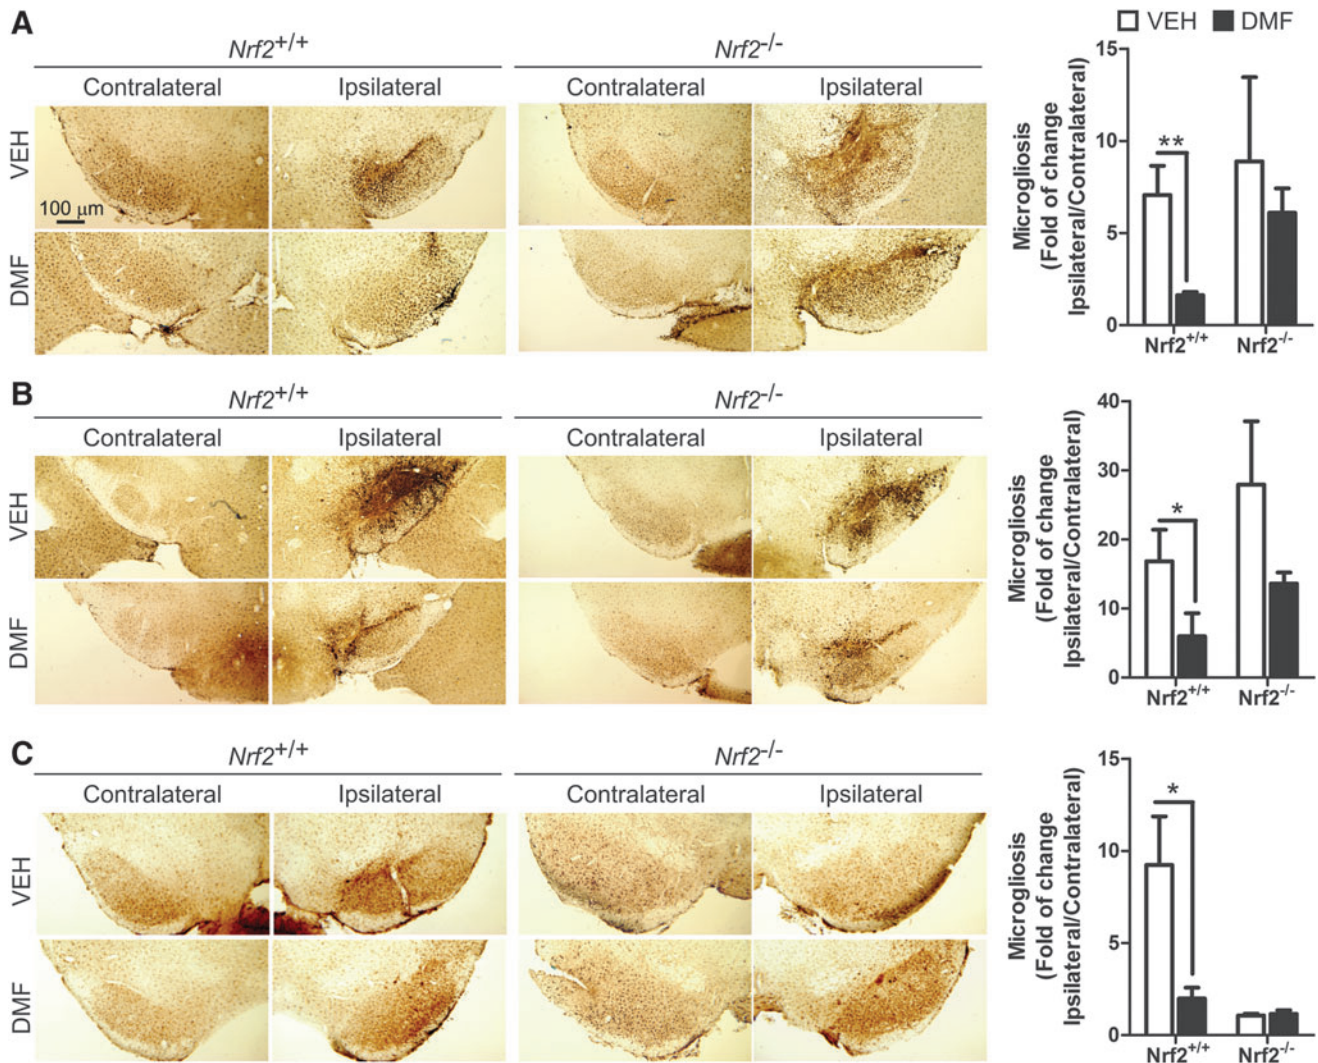 A
Nrf2+/+
Nrf2-/-
Contralateral
Ipsilateral
Contralateral
Ipsilateral
VEH
100 μm
DMF
VEH DMF
Microgliosis
(Fold of change
Ipsilateral/Contralateral)
15
10
5
0
**
Nrf2+/+
Nrf2-/-
B
Nrf2+/+
Nrf2-/-
Contralateral
Ipsilateral
Contralateral
Ipsilateral
VEH
DMF
Microgliosis
(Fold of change
Ipsilateral/Contralateral)
40
30
20
10
0
*
Nrf2+/+
Nrf2-/-
C
Nrf2+/+
Nrf2-/-
Contralateral
Ipsilateral
Contralateral
Ipsilateral
VEH
DMF
Microgliosis
(Fold of change
Ipsilateral/Contralateral)
15
10
5
0
*
Nrf2+/+
Nrf2-/-